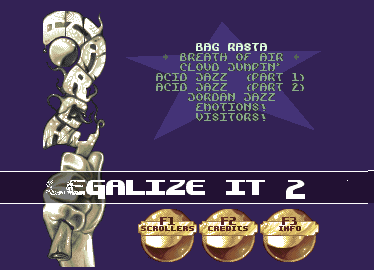 BAG RASTA
+ BREATH OF AIR +
CLOUD JUMPIN'
ACID JAZZ (PART 1)
ACID JAZZ (PART 2)
JORDAN JAZZ
EMOTIONS!
VISITORS!
EGALIZE IT 2
F1
SCROLLERS
F2
CREDITS
F3
INFO